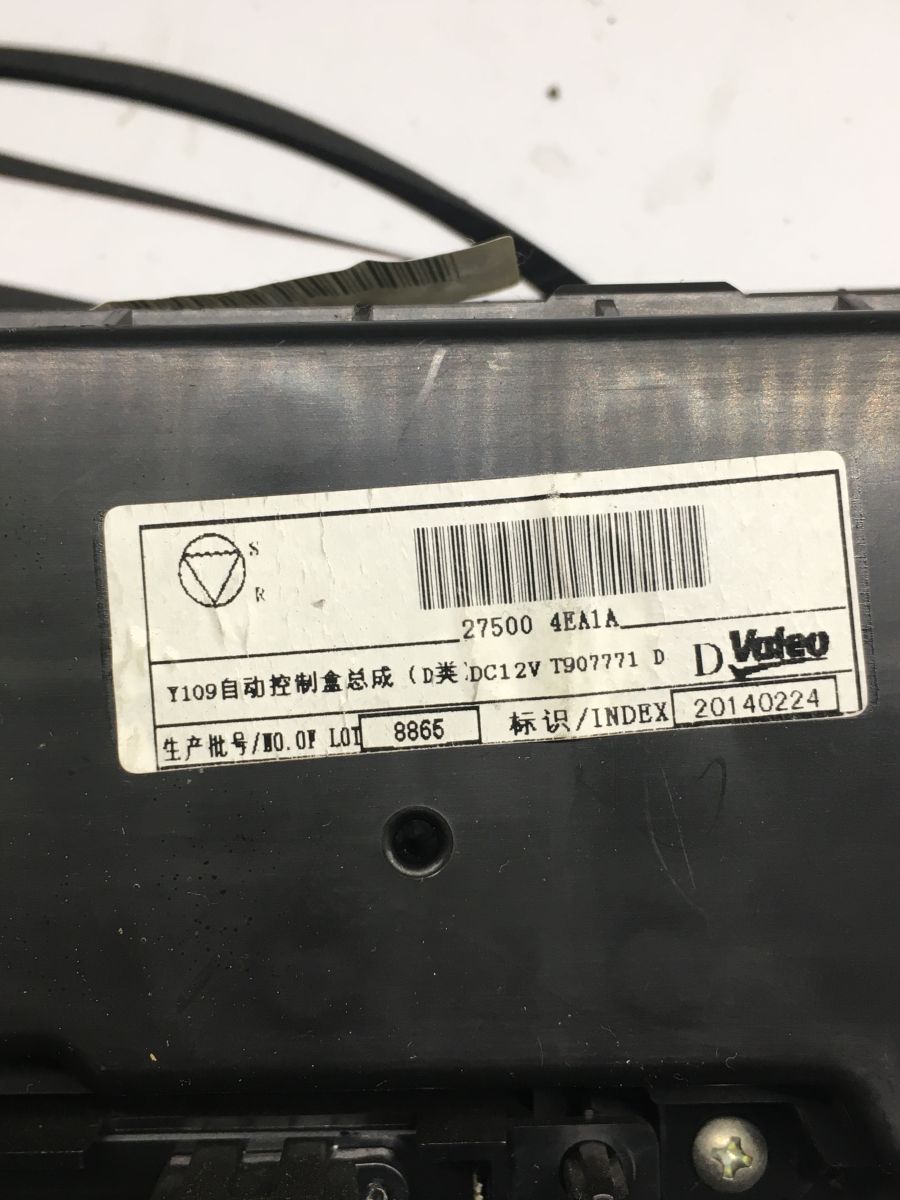 S
R
27500 4EA1A
Y109自动控制盒总成(D类)DC12V T907771 D D Valeo
生产批号/NO.OF LOT 8865 标识/INDEX 20140224